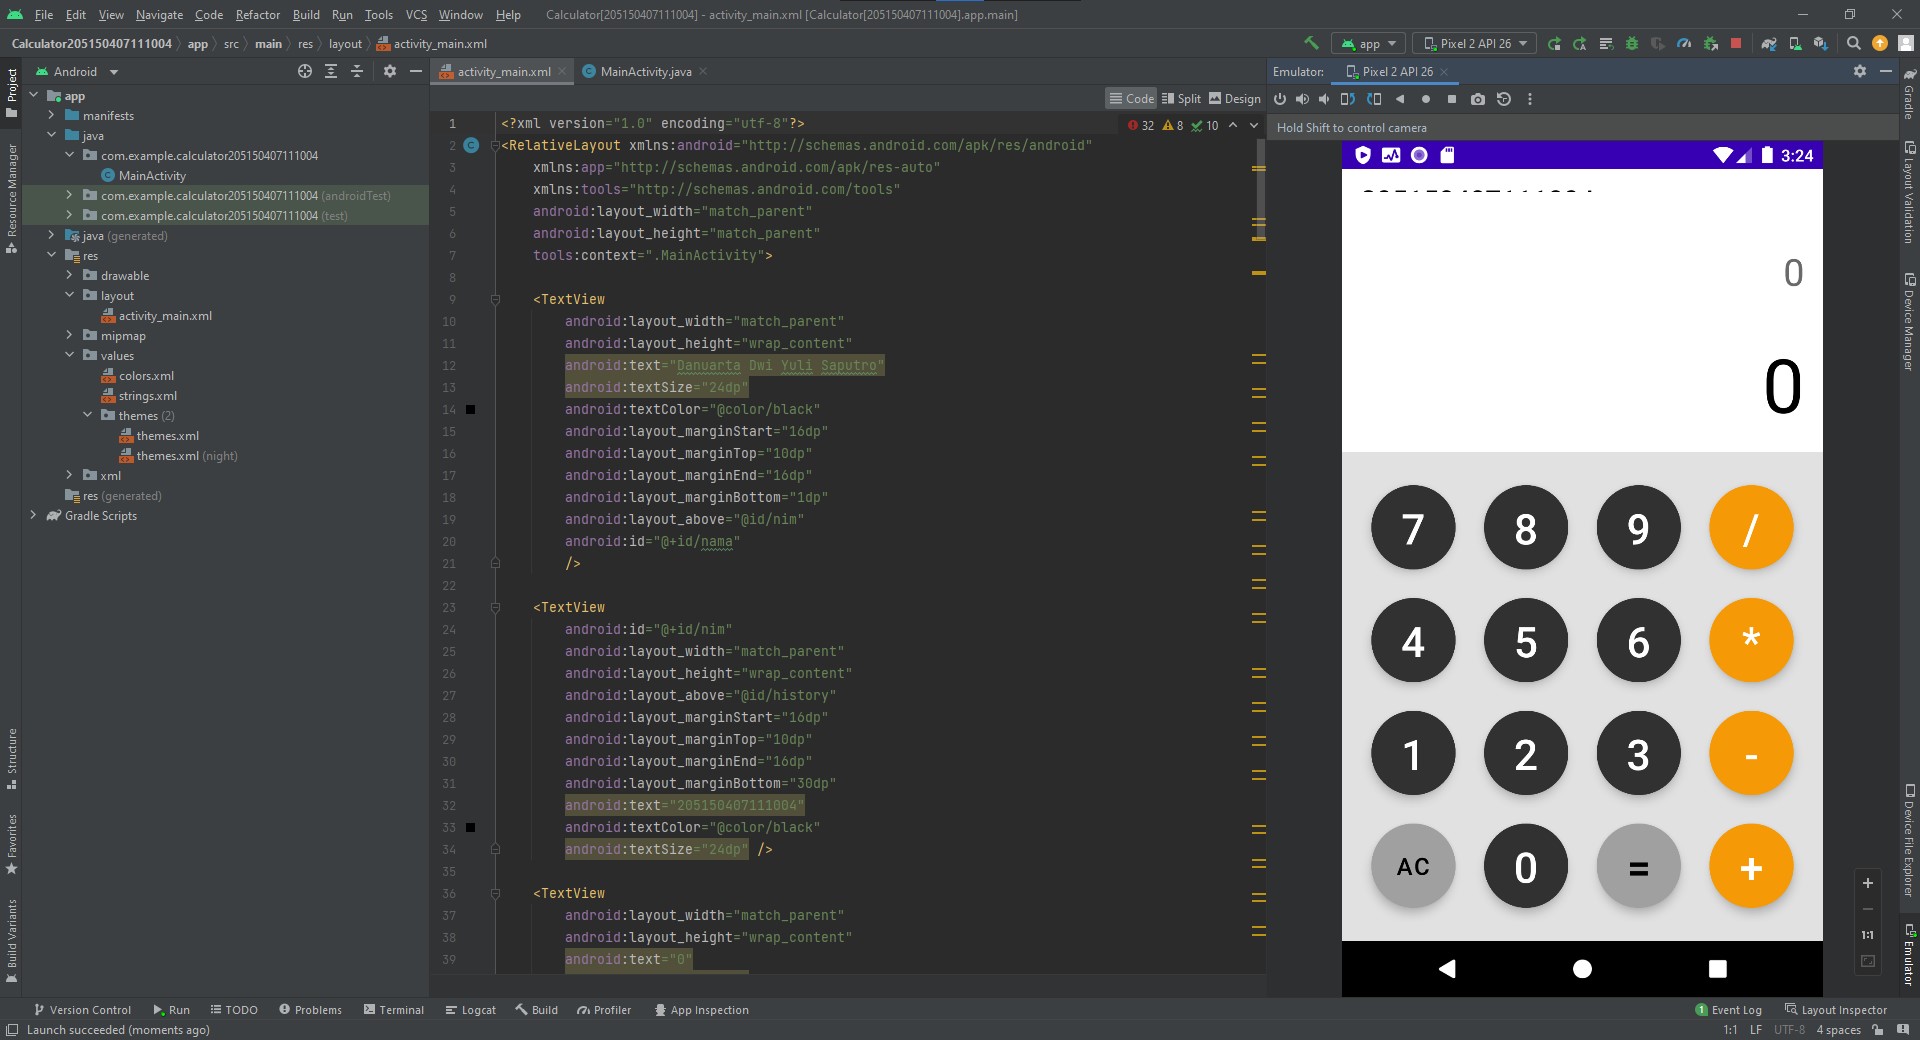 File Edit View Navigate Code Refactor Build Run Tools VCS Window Help Calculator[205150407111004] - activity_main.xml [Calculator[205150407111004].app.main]
Calculator205150407111004 app src main res layout activity_main.xml app Pixel 2 API 26
Project
Resource Manager
Structure
Favorites
Build Variants
Android
app
manifests
java
com.example.calculator205150407111004
MainActivity
com.example.calculator205150407111004 (androidTest)
com.example.calculator205150407111004 (test)
java (generated)
res
drawable
layout
activity_main.xml
mipmap
values
colors.xml
strings.xml
themes (2)
themes.xml
themes.xml (night)
xml
res (generated)
Gradle Scripts
activity_main.xml MainActivity.java
Code Split Design
32 8 10
1 <?xml version="1.0" encoding="utf-8"?>
2 <RelativeLayout xmlns:android="http://schemas.android.com/apk/res/android"
3 xmlns:app="http://schemas.android.com/apk/res-auto"
4 xmlns:tools="http://schemas.android.com/tools"
5 android:layout_width="match_parent"
6 android:layout_height="match_parent"
7 tools:context=".MainActivity">
8
9 <TextView
10 android:layout_width="match_parent"
11 android:layout_height="wrap_content"
12 android:text="Danuarta Dwi Yuli Saputro"
13 android:textSize="24dp"
14 android:textColor="@color/black"
15 android:layout_marginStart="16dp"
16 android:layout_marginTop="10dp"
17 android:layout_marginEnd="16dp"
18 android:layout_marginBottom="1dp"
19 android:layout_above="@id/nim"
20 android:id="@+id/nama"
21 />
22
23 <TextView
24 android:id="@+id/nim"
25 android:layout_width="match_parent"
26 android:layout_height="wrap_content"
27 android:layout_above="@id/history"
28 android:layout_marginStart="16dp"
29 android:layout_marginTop="10dp"
30 android:layout_marginEnd="16dp"
31 android:layout_marginBottom="30dp"
32 android:text="205150407111004"
33 android:textColor="@color/black"
34 android:textSize="24dp" />
35
36 <TextView
37 android:layout_width="match_parent"
38 android:layout_height="wrap_content"
39 android:text="0"
Emulator: Pixel 2 API 26
Hold Shift to control camera
3:24
0
0
7 8 9 /
4 5 6 *
1 2 3 -
AC 0 = +
1:1
Gradle
Layout Validation
Device Manager
Device File Explorer
Emulator
Version Control Run TODO Problems Terminal Logcat Build Profiler App Inspection 1 Event Log Layout Inspector
Launch succeeded (moments ago) 1:1 LF UTF-8 4 spaces